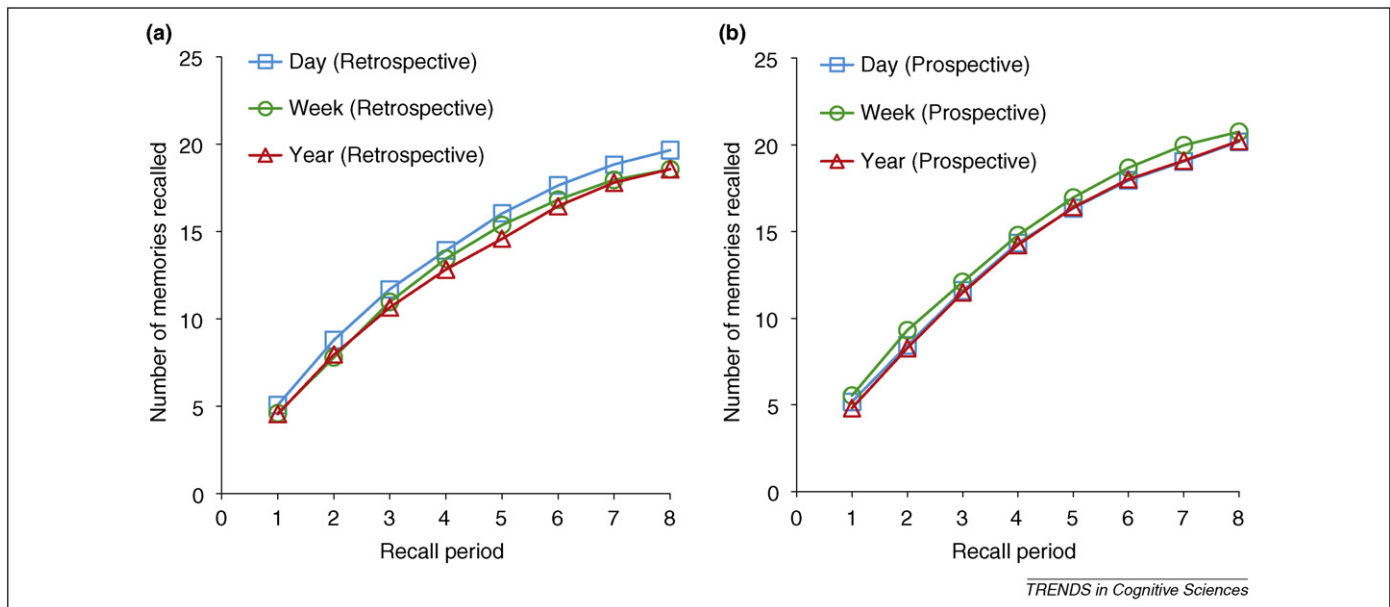 (a)
25
20
15
10
5
0
Number of memories recalled
Day (Retrospective)
Week (Retrospective)
Year (Retrospective)
0 1 2 3 4 5 6 7 8
Recall period
(b)
25
20
15
10
5
0
Number of memories recalled
Day (Prospective)
Week (Prospective)
Year (Prospective)
0 1 2 3 4 5 6 7 8
Recall period
TRENDS in Cognitive Sciences